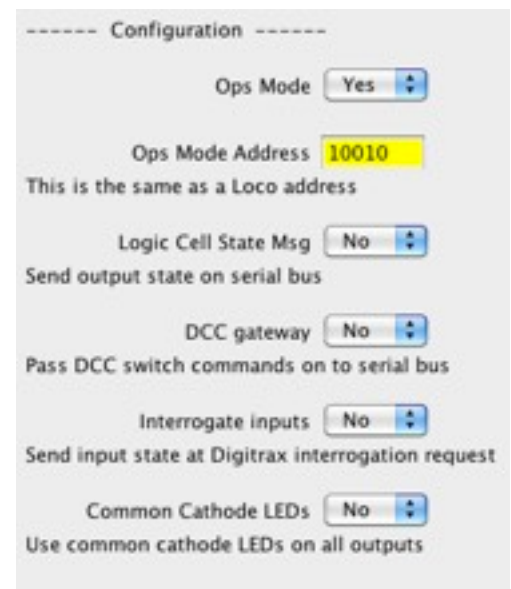 ------ Configuration ------
Ops Mode Yes
Ops Mode Address 10010
This is the same as a Loco address
Logic Cell State Msg No
Send output state on serial bus
DCC gateway No
Pass DCC switch commands on to serial bus
Interrogate inputs No
Send input state at Digitrax interrogation request
Common Cathode LEDs No
Use common cathode LEDs on all outputs